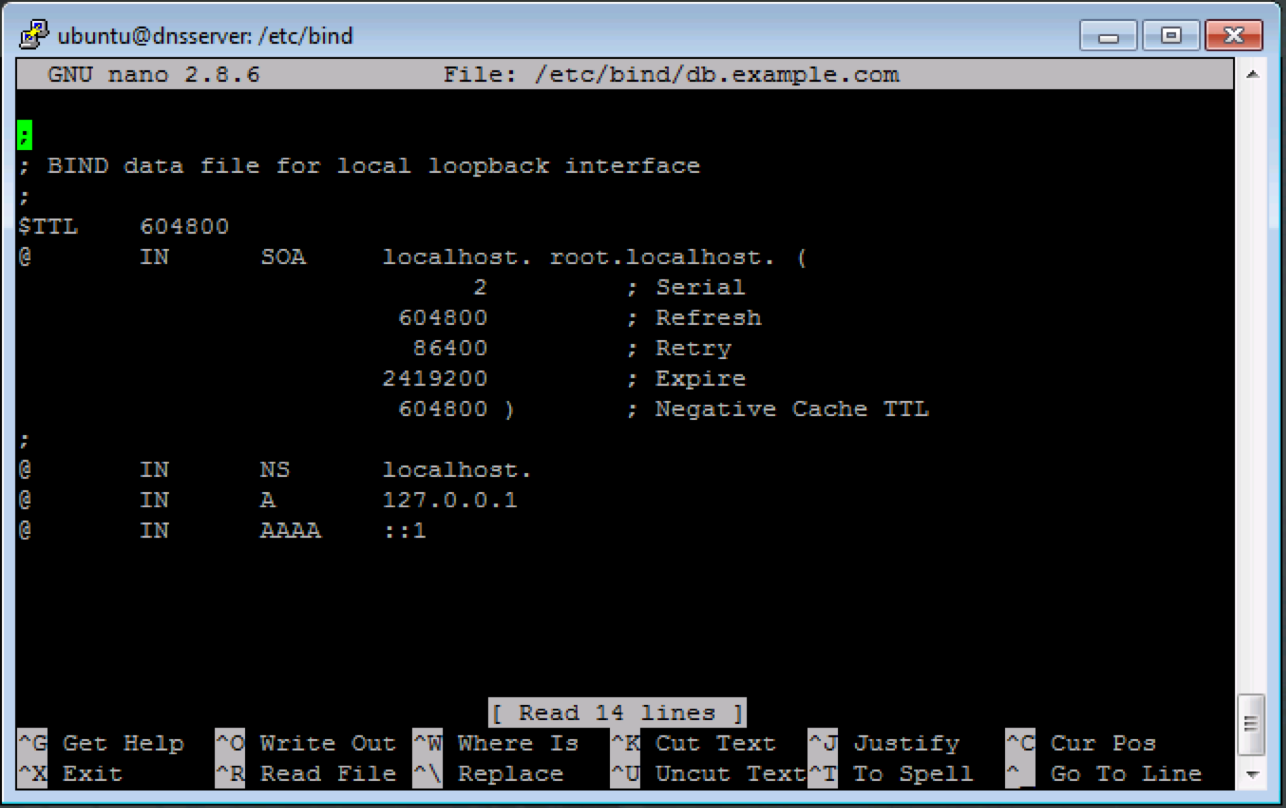 ubuntu@dnsserver: /etc/bind
GNU nano 2.8.6 File: /etc/bind/db.example.com
;
; BIND data file for local loopback interface
;
$TTL 604800
@ IN SOA localhost. root.localhost. (
2 ; Serial
604800 ; Refresh
86400 ; Retry
2419200 ; Expire
604800 ) ; Negative Cache TTL
;
@ IN NS localhost.
@ IN A 127.0.0.1
@ IN AAAA ::1
[ Read 14 lines ]
^G Get Help ^O Write Out ^W Where Is ^K Cut Text ^J Justify ^C Cur Pos
^X Exit ^R Read File ^\ Replace ^U Uncut Text ^T To Spell ^_ Go To Line